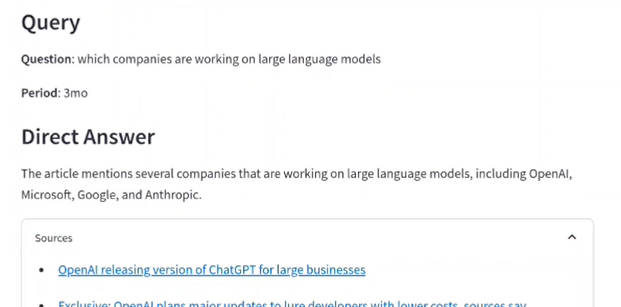 Query
Question: which companies are working on large language models
Period: 3mo
Direct Answer
The article mentions several companies that are working on large language models, including OpenAI,
Microsoft, Google, and Anthropic.
Sources
OpenAI releasing version of ChatGPT for large businesses
Exclusive: OpenAI plans major updates to lure developers with lower costs, sources say